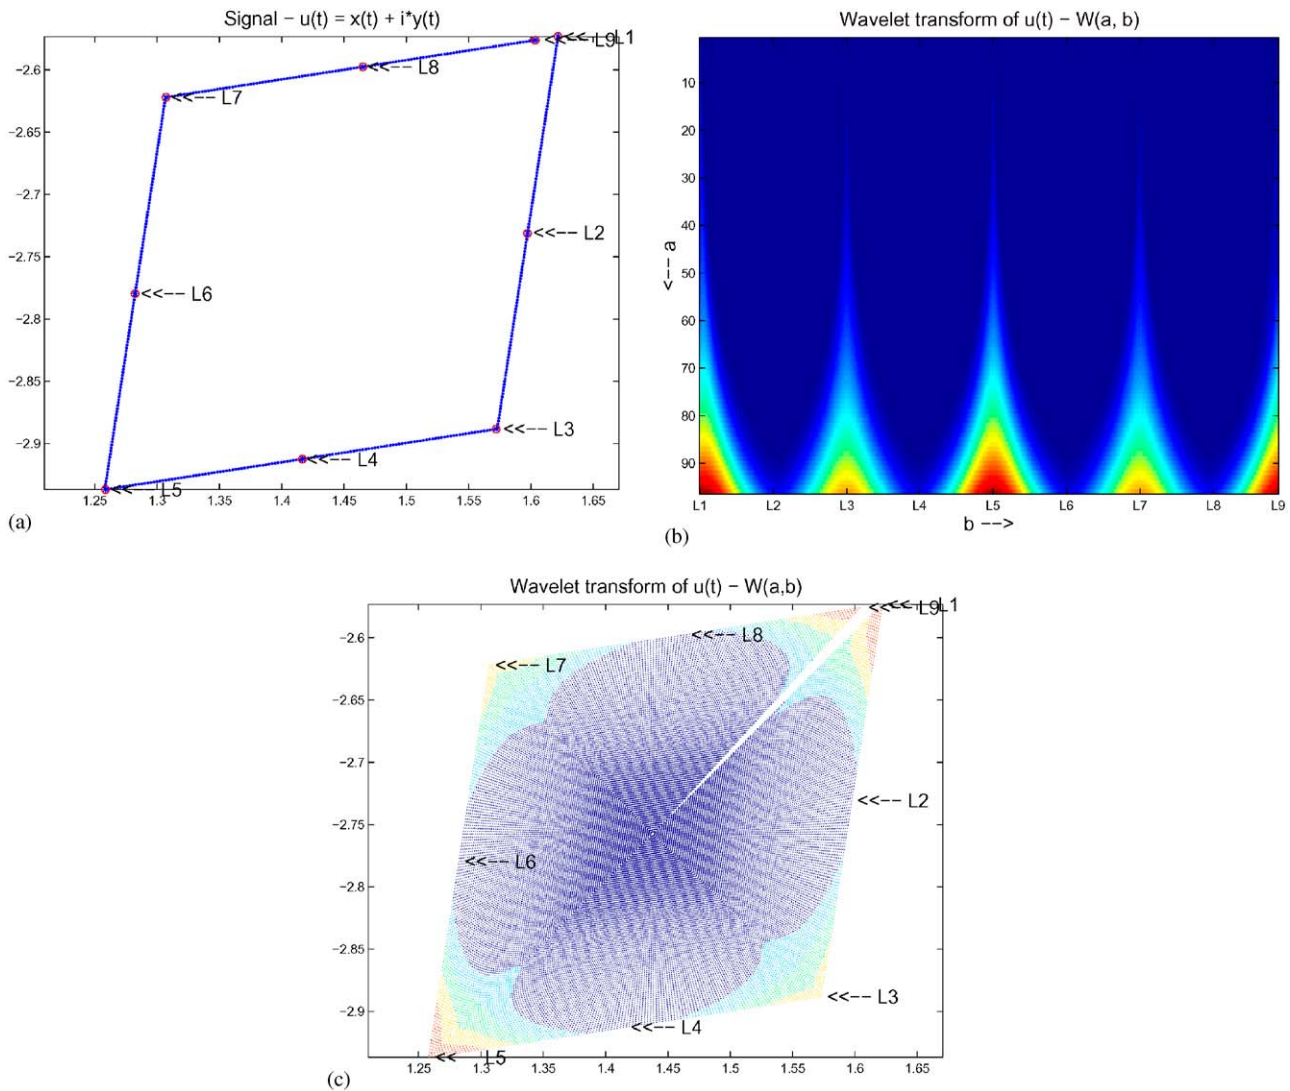 Signal − u(t) = x(t) + i*y(t)
<<−− L9
<<−− L1
−2.6
<<−− L8
<<−− L7
−2.65
−2.7
<<−− L2
−2.75
<<−− L6
−2.8
−2.85
<<−− L3
−2.9
<<−− L4
<<−− L5
1.25 1.3 1.35 1.4 1.45 1.5 1.55 1.6 1.65
(a)
Wavelet transform of u(t) − W(a, b)
10
20
30
40
<−−− a
50
60
70
80
90
L1 L2 L3 L4 L5 L6 L7 L8 L9
b −−>
(b)
Wavelet transform of u(t) − W(a,b)
<<−− L9
<<−− L1
−2.6
<<−− L8
<<−− L7
−2.65
−2.7
<<−− L2
−2.75
<<−− L6
−2.8
−2.85
<<−− L3
−2.9
<<−− L4
<<−− L5
1.25 1.3 1.35 1.4 1.45 1.5 1.55 1.6 1.65
(c)